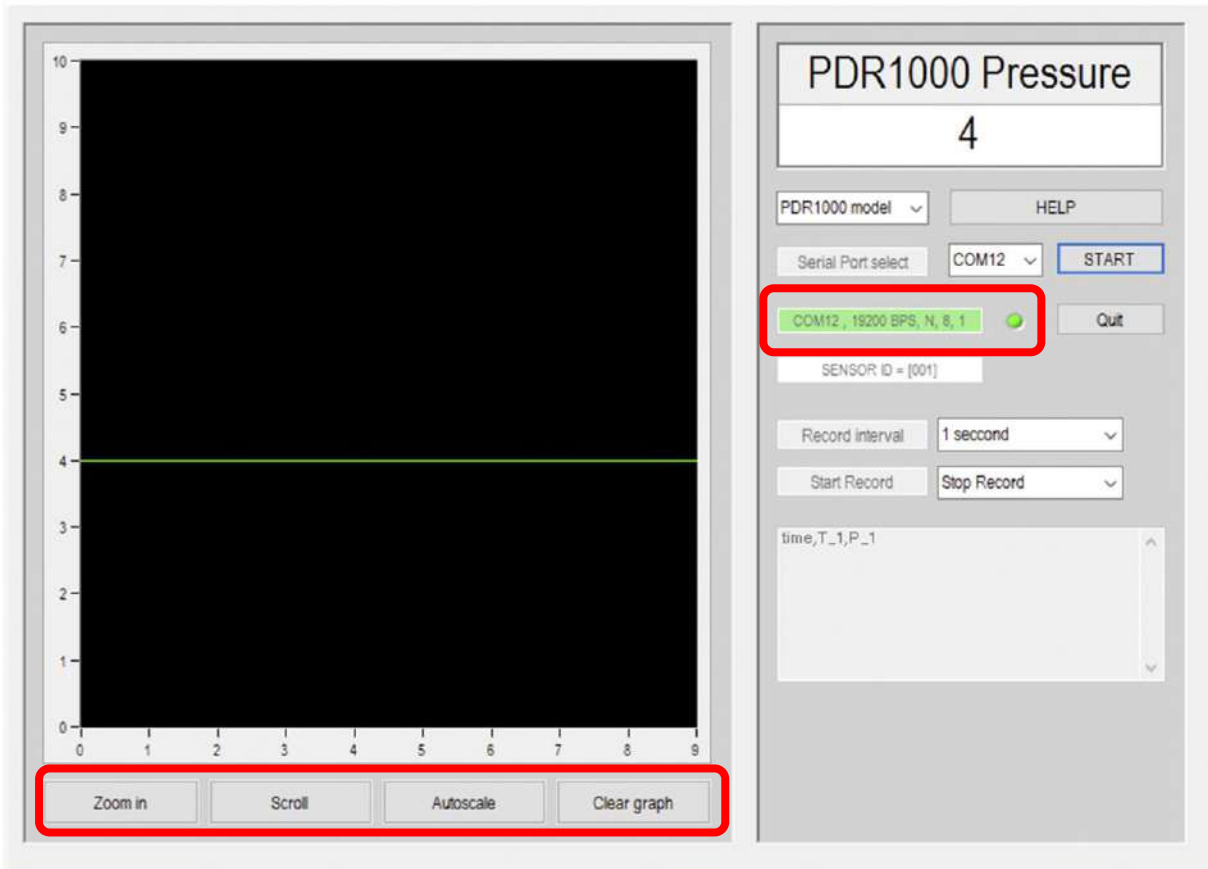 10
9
8
7
6
5
4
3
2
1
0
0 1 2 3 4 5 6 7 8 9
Zoom in Scroll Autoscale Clear graph
PDR1000 Pressure
4
PDR1000 model HELP
Serial Port select COM12 START
COM12 , 19200 BPS, N, 8, 1 Quit
SENSOR ID = [001]
Record interval 1 seccond
Start Record Stop Record
time,T_1,P_1